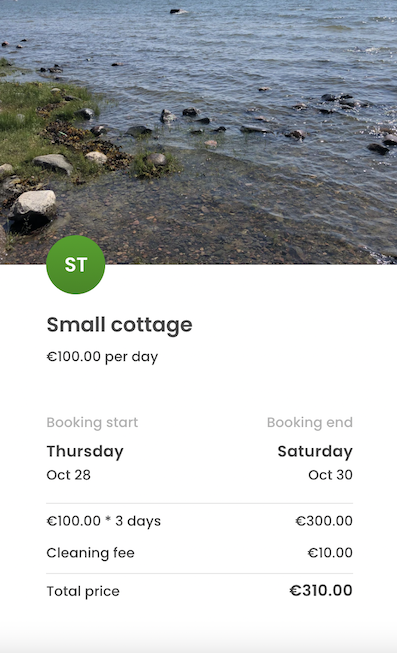 ST
Small cottage
€100.00 per day
Booking start Booking end
Thursday Saturday
Oct 28 Oct 30
€100.00 * 3 days €300.00
Cleaning fee €10.00
Total price €310.00